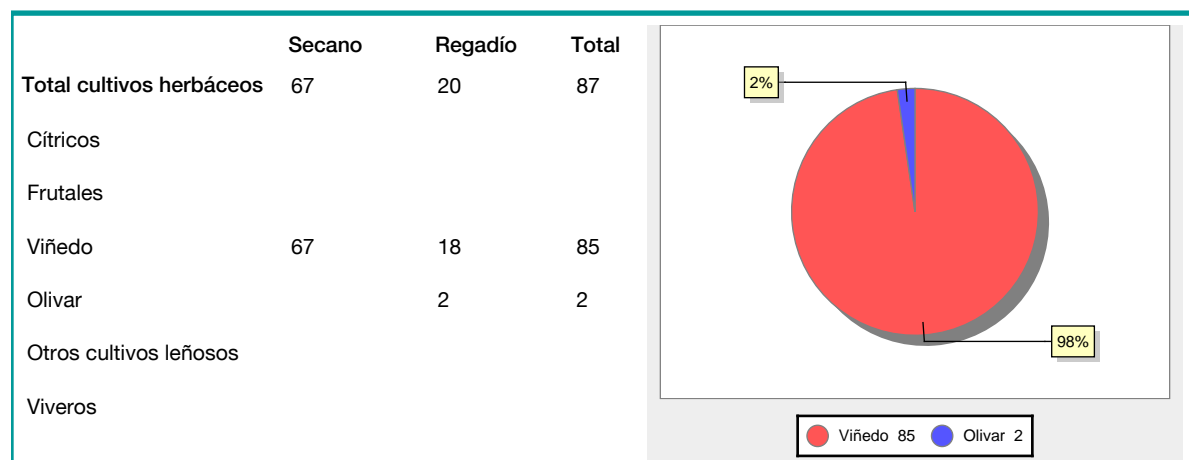 Secano Regadío Total
Total cultivos herbáceos 67 20 87
Cítricos
Frutales
Viñedo 67 18 85
Olivar 2 2
Otros cultivos leñosos
Viveros
2%
98%
Viñedo 85 Olivar 2